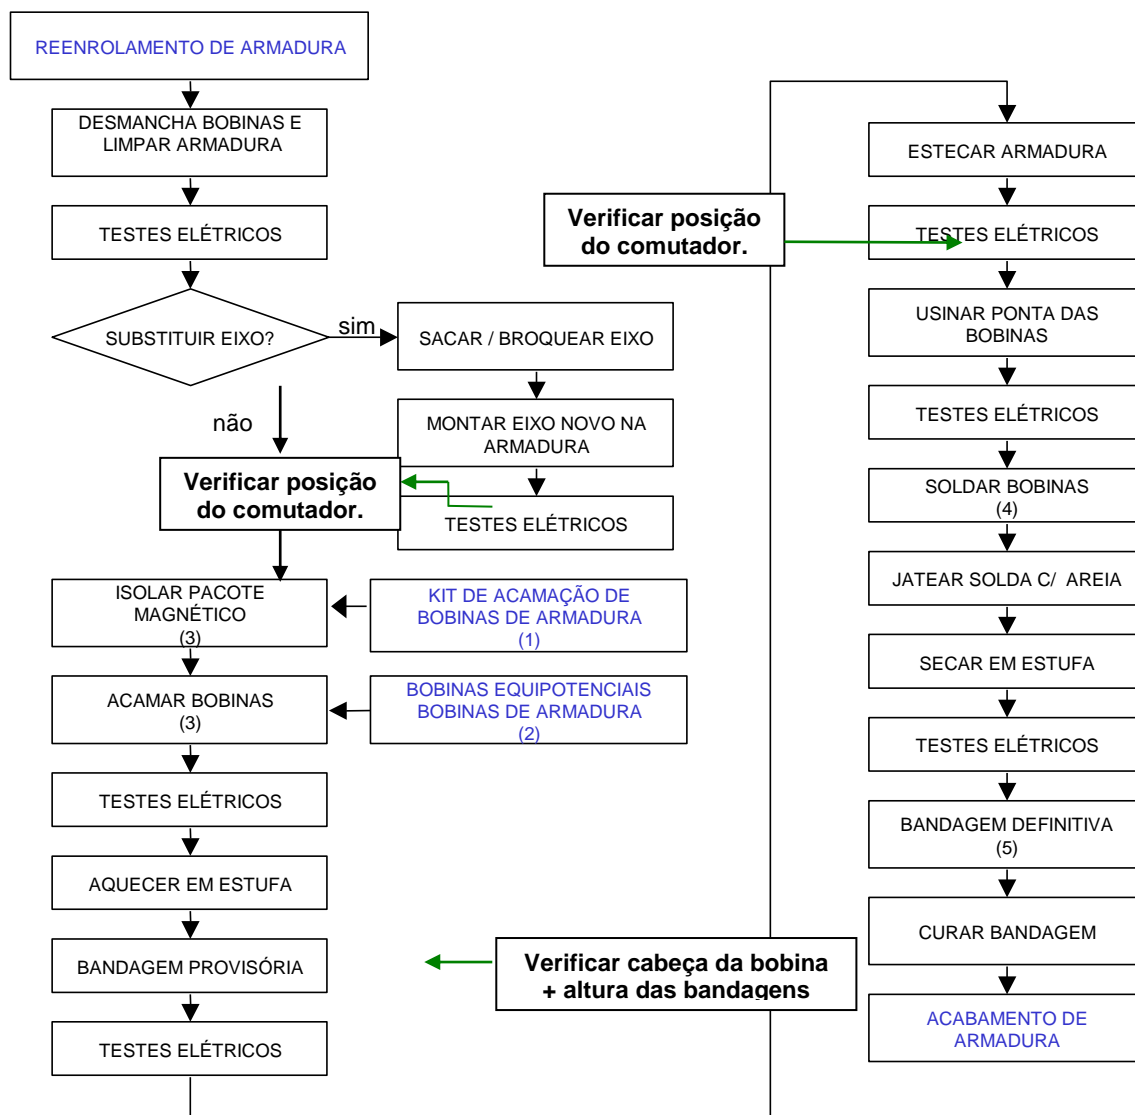 REENROLAMENTO DE ARMADURA
DESMANCHA BOBINAS E
LIMPAR ARMADURA
TESTES ELÉTRICOS
SUBSTITUIR EIXO?
sim
SACAR / BROQUEAR EIXO
não
MONTAR EIXO NOVO NA
ARMADURA
Verificar posição
do comutador.
TESTES ELÉTRICOS
ISOLAR PACOTE
MAGNÉTICO
(3)
KIT DE ACAMAÇÃO DE
BOBINAS DE ARMADURA
(1)
ACAMAR BOBINAS
(3)
BOBINAS EQUIPOTENCIAIS
BOBINAS DE ARMADURA
(2)
TESTES ELÉTRICOS
AQUECER EM ESTUFA
BANDAGEM PROVISÓRIA
Verificar cabeça da bobina
+ altura das bandagens
TESTES ELÉTRICOS
ESTECAR ARMADURA
Verificar posição
do comutador.
TESTES ELÉTRICOS
USINAR PONTA DAS
BOBINAS
TESTES ELÉTRICOS
SOLDAR BOBINAS
(4)
JATEAR SOLDA C/ AREIA
SECAR EM ESTUFA
TESTES ELÉTRICOS
BANDAGEM DEFINITIVA
(5)
CURAR BANDAGEM
ACABAMENTO DE
ARMADURA